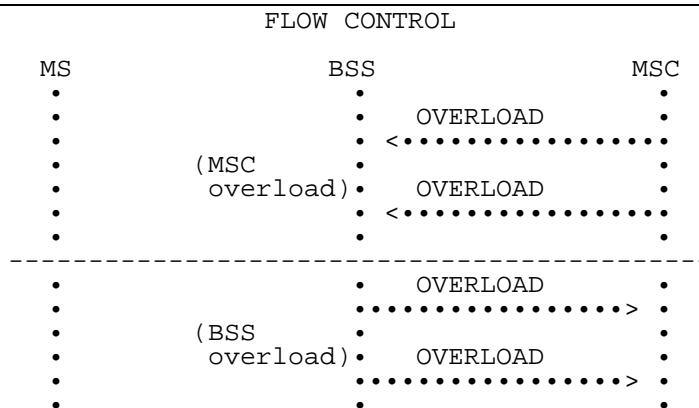 FLOW CONTROL
MS BSS MSC
OVERLOAD
(MSC
overload) OVERLOAD
OVERLOAD
(BSS
overload) OVERLOAD